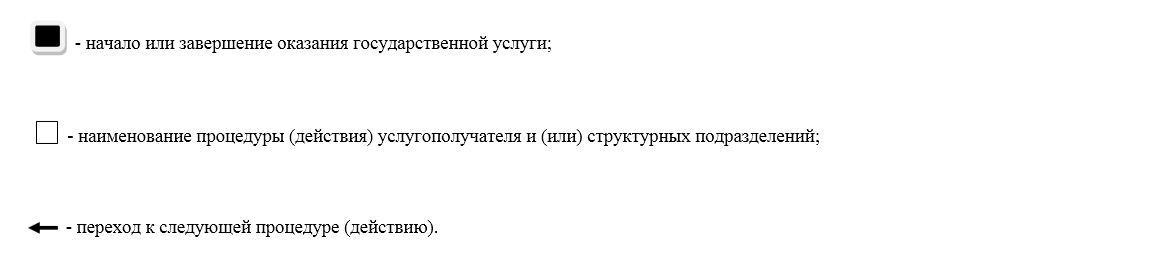 - начало или завершение оказания государственной услуги;
- наименование процедуры (действия) услугополучателя и (или) структурных подразделений;
- переход к следующей процедуре (действию).